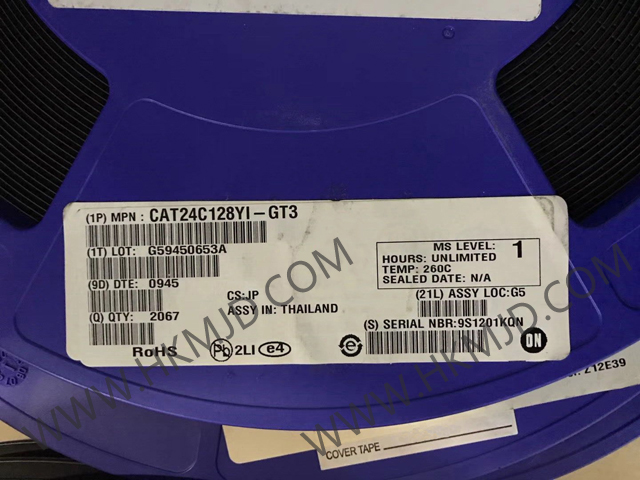 (1P) MPN : CAT24C128YI-GT3
(1T) LOT: G59450653A
(9D) DTE: 0945
(Q) QTY: 2067
CS:JP
ASSY IN: THAILAND
MS LEVEL: 1
HOURS: UNLIMITED
TEMP: 260C
SEALED DATE: N/A
(21L) ASSY LOC:G5
(S) SERIAL NBR:9S1201KQN
RoHS Pb 2LI e4 e ON
Z12E39
COVER TAPE
WWW.HKMJD.COM
WWW.HKMJD.COM